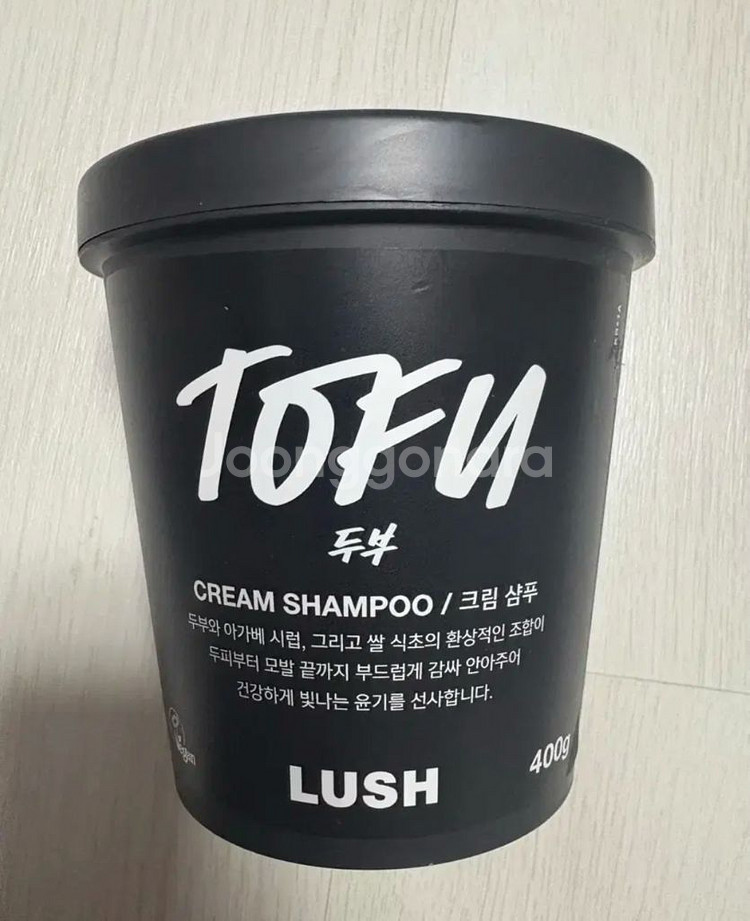 TOFU
Joonggonara
두부
CREAM SHAMPOO / 크림 샴푸
두부와 아가베 시럽, 그리고 쌀 식초의 환상적인 조합이
두피부터 모발 끝까지 부드럽게 감싸 안아주어
건강하게 빛나는 윤기를 선사합니다.
Vegan
400g
LUSH